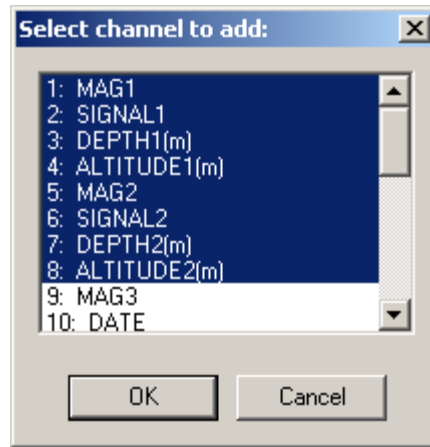 Select channel to add:
1: MAG1
2: SIGNAL1
3: DEPTH1(m)
4: ALTITUDE1(m)
5: MAG2
6: SIGNAL2
7: DEPTH2(m)
8: ALTITUDE2(m)
9: MAG3
10: DATE
OK Cancel